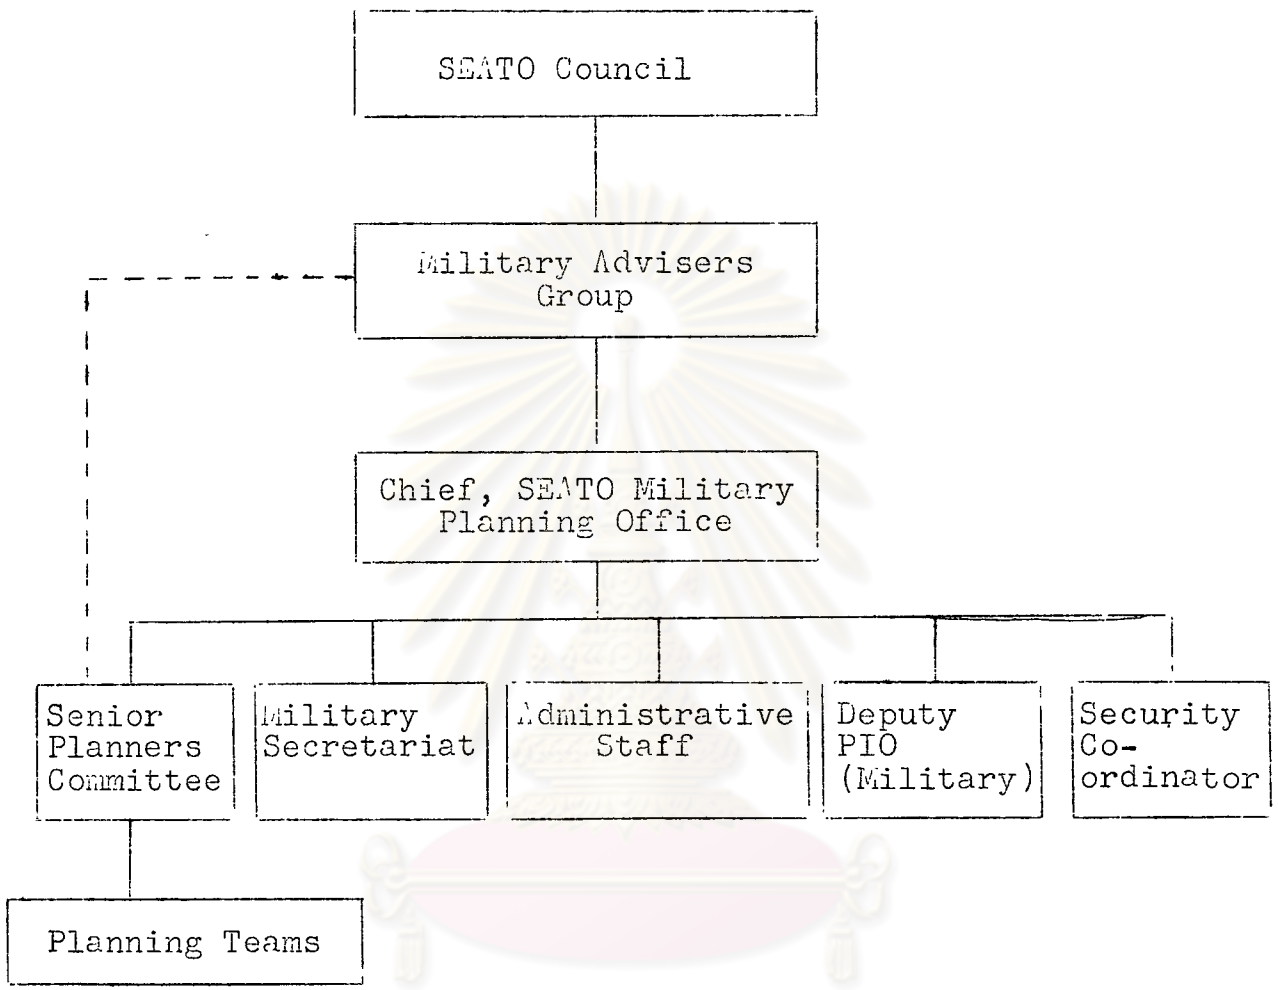 SEATO Council
Military Advisers
Group
Chief, SEATO Military
Planning Office
Senior
Planners
Committee
Military
Secretariat
Administrative
Staff
Deputy
PIO
(Military)
Security
Co-
ordinator
Planning Teams